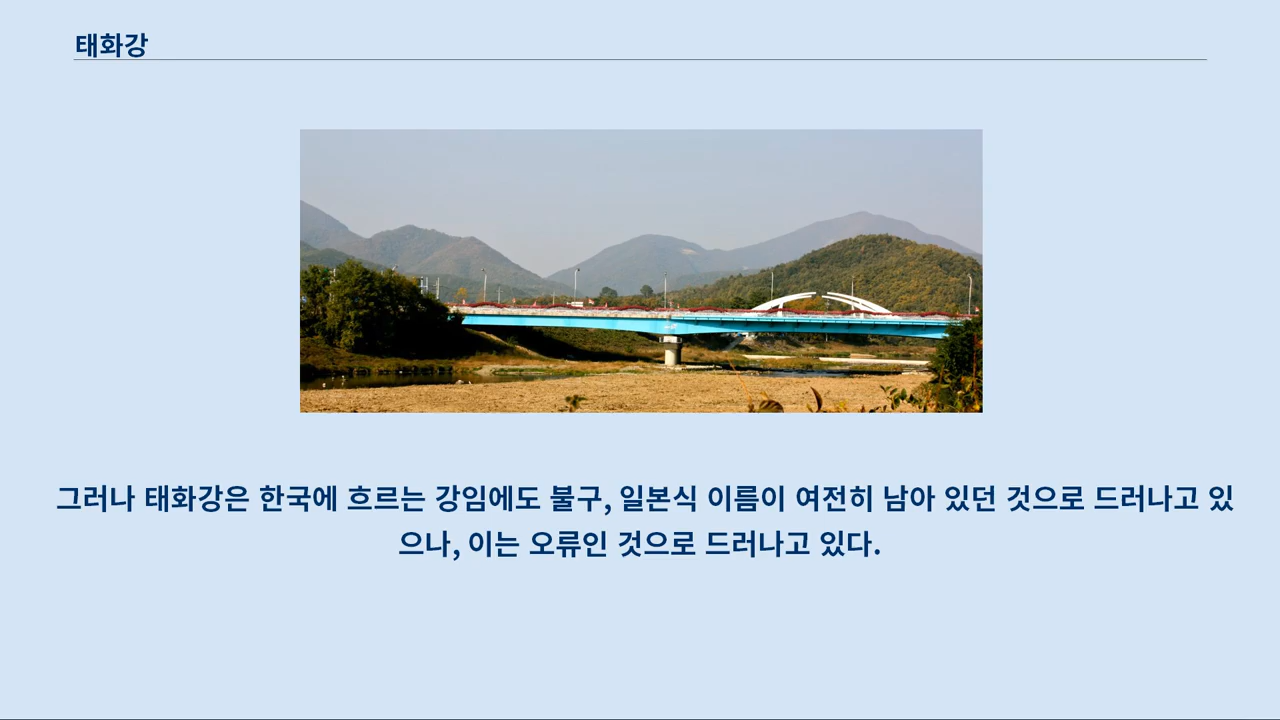 태화강
그러나 태화강은 한국에 흐르는 강임에도 불구, 일본식 이름이 여전히 남아 있던 것으로 드러나고 있
으나, 이는 오류인 것으로 드러나고 있다.